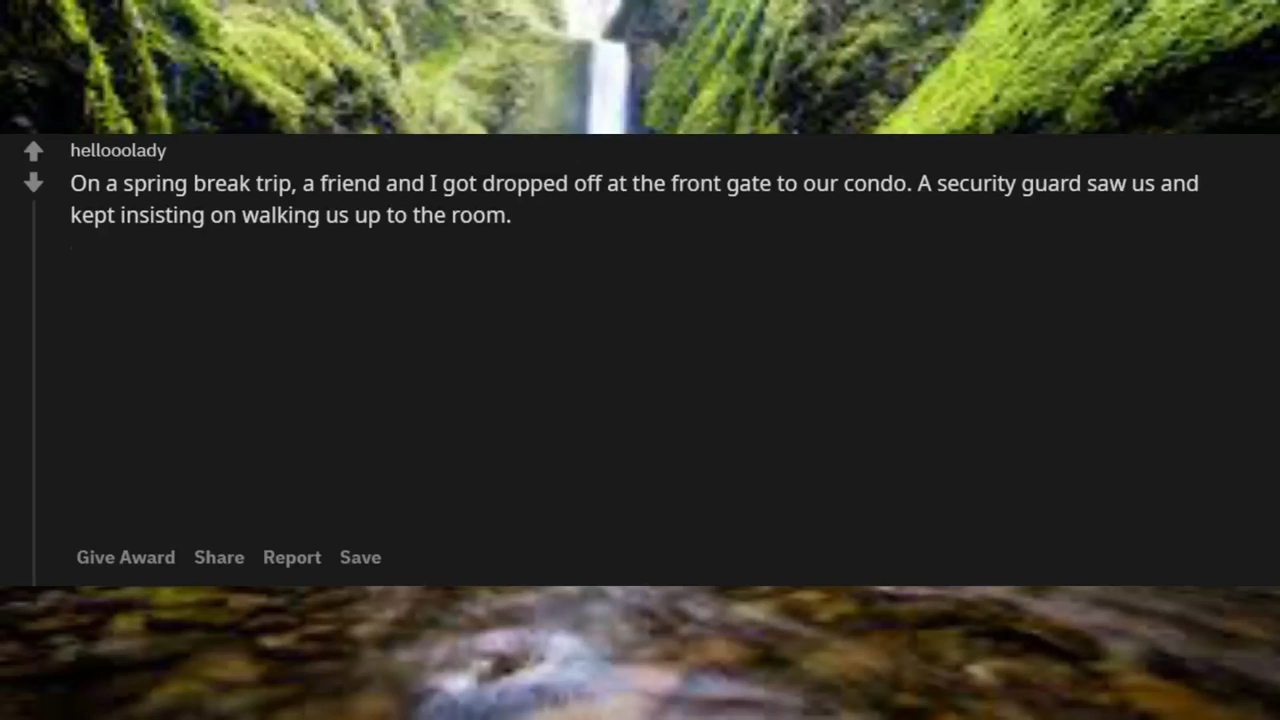 hellooolady
On a spring break trip, a friend and I got dropped off at the front gate to our condo. A security guard saw us and
kept insisting on walking us up to the room.
Give Award Share Report Save